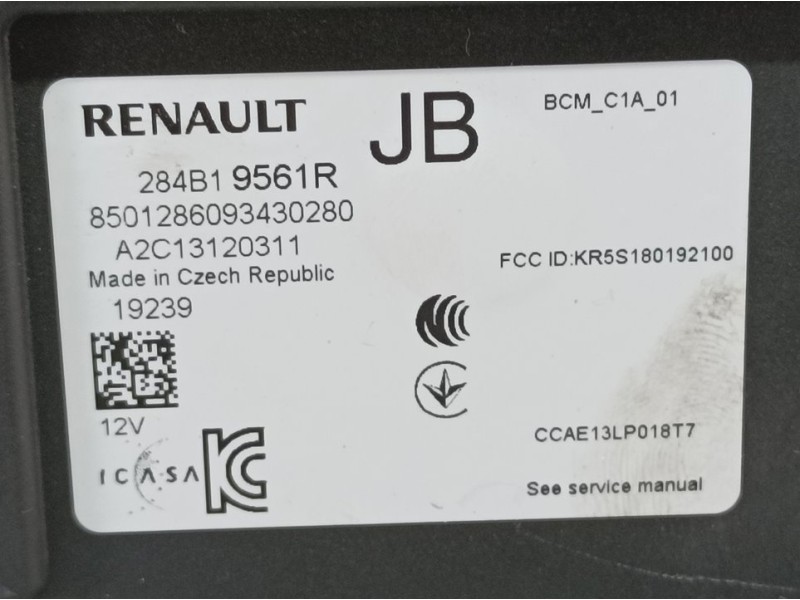 RENAULT
JB
BCM_C1A_01
284B1 9561R
8501286093430280
A2C13120311
FCC ID:KR5S180192100
Made in Czech Republic
19239
12V
CCAE13LP018T7
ICASA
See service manual